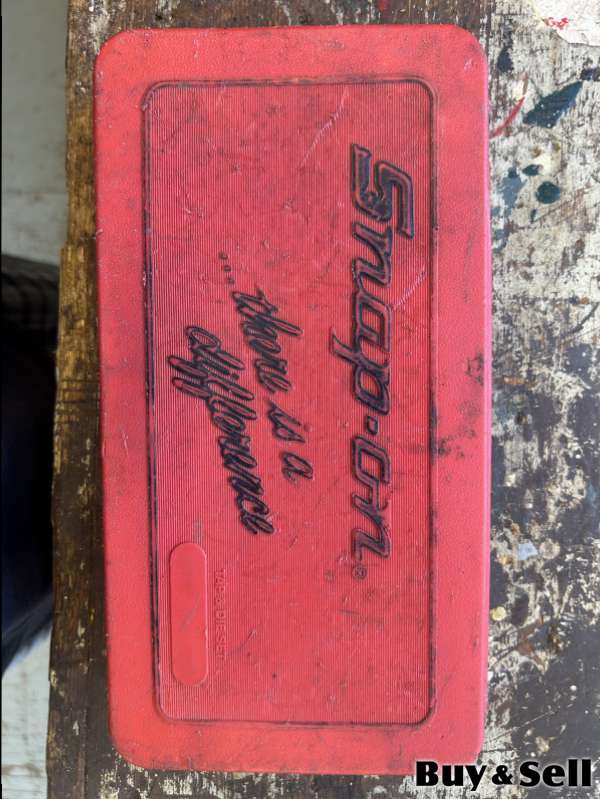 Snap-on®
....there is a
difference
TAP & DIE SET
Buy & Sell